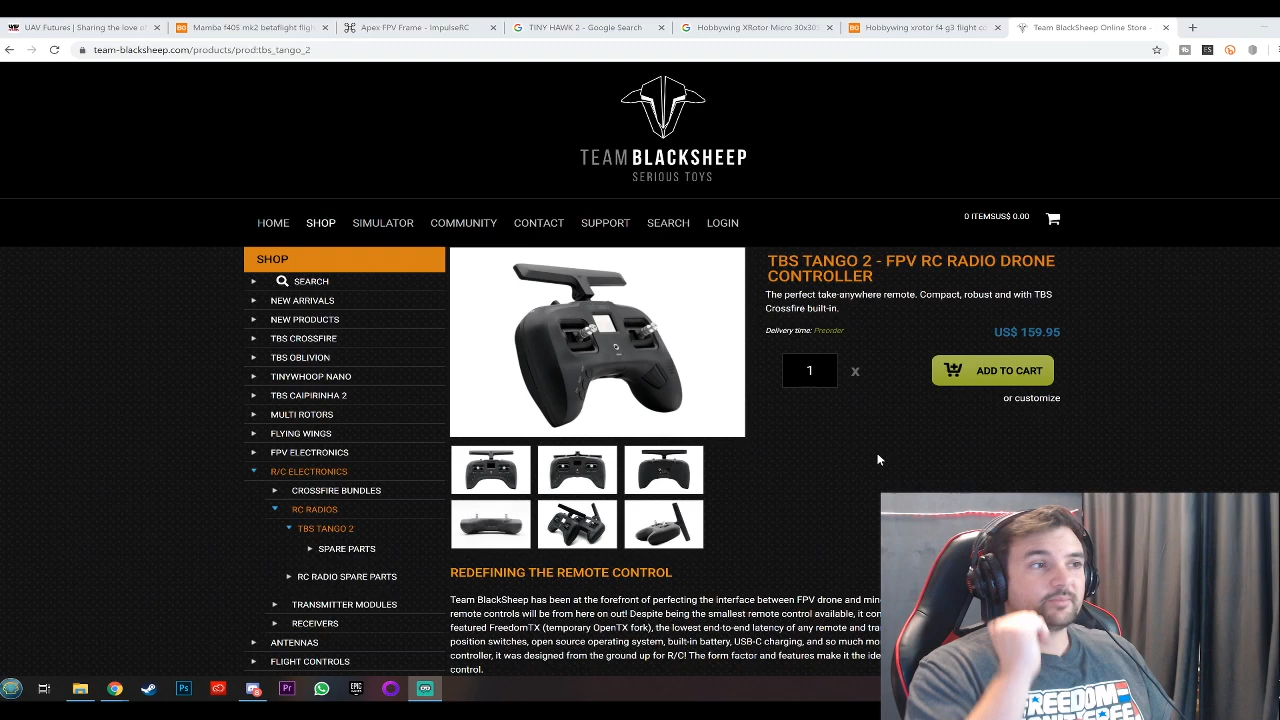 UAV Futures | Sharing the love of
Mamba f405 mk2 betaflight flight
Apex FPV Frame - ImpulseRC
TINY HAWK 2 - Google Search
Hobbywing XRotor Micro 30x30
Hobbywing xrotor f4 g3 flight co
Team BlackSheep Online Store -
team-blacksheep.com/products/prod:tbs_tango_2
TEAM BLACKSHEEP
SERIOUS TOYS
HOME SHOP SIMULATOR COMMUNITY CONTACT SUPPORT SEARCH LOGIN
0 ITEMSUS$ 0.00
SHOP
SEARCH
NEW ARRIVALS
NEW PRODUCTS
TBS CROSSFIRE
TBS OBLIVION
TINYWHOOP NANO
TBS CAIPIRINHA 2
MULTI ROTORS
FLYING WINGS
FPV ELECTRONICS
R/C ELECTRONICS
CROSSFIRE BUNDLES
RC RADIOS
TBS TANGO 2
SPARE PARTS
RC RADIO SPARE PARTS
TRANSMITTER MODULES
RECEIVERS
ANTENNAS
FLIGHT CONTROLS
TBS TANGO 2 - FPV RC RADIO DRONE
CONTROLLER
The perfect take-anywhere remote. Compact, robust and with TBS
Crossfire built-in.
Delivery time: Preorder
US$ 159.95
1 x
ADD TO CART
or customize
REDEFINING THE REMOTE CONTROL
Team BlackSheep has been at the forefront of perfecting the interface between FPV drone and min
remote controls will be from here on out! Despite being the smallest remote control available, it con
featured FreedomTX (temporary OpenTX fork), the lowest end-to-end latency of any remote and tra
position switches, open source operating system, built-in battery, USB-C charging, and so much mor
controller, it was designed from the ground up for R/C! The form factor and features make it the ide
control.
Ps
Pr
EPIC
FREEDOM